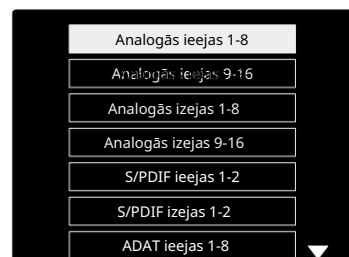 Analogās ieejas 1-8
Analogās ieejas 9-16
Analogās izejas 1-8
Analogās izejas 9-16
S/PDIF ieejas 1-2
S/PDIF izejas 1-2
ADAT ieejas 1-8